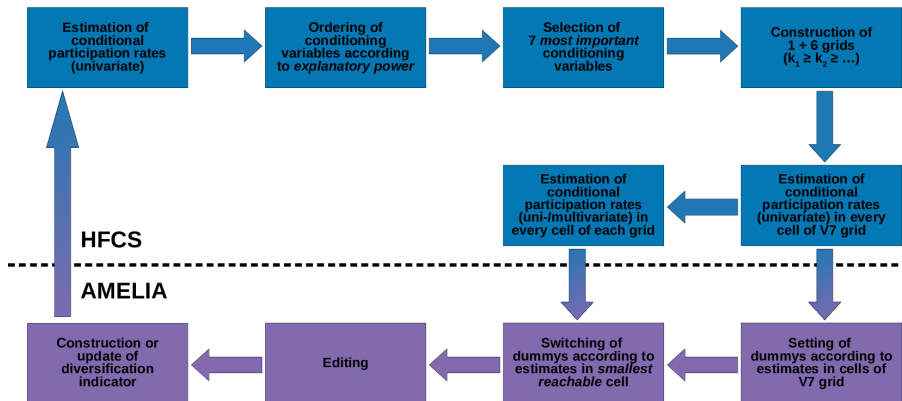 Estimation of
conditional
participation rates
(univariate)
Ordering of
conditioning
variables according
to explanatory power
Selection of
7 most important
conditioning
variables
Construction of
1 + 6 grids
(k₁ ≥ k₂ ≥ …)
Estimation of
conditional
participation rates
(uni-/multivariate) in
every cell of each grid
Estimation of
conditional
participation rates
(univariate) in every
cell of V7 grid
HFCS
AMELIA
Construction or
update of
diversification
indicator
Editing
Switching of
dummys according to
estimates in smallest
reachable cell
Setting of
dummys according to
estimates in cells of
V7 grid